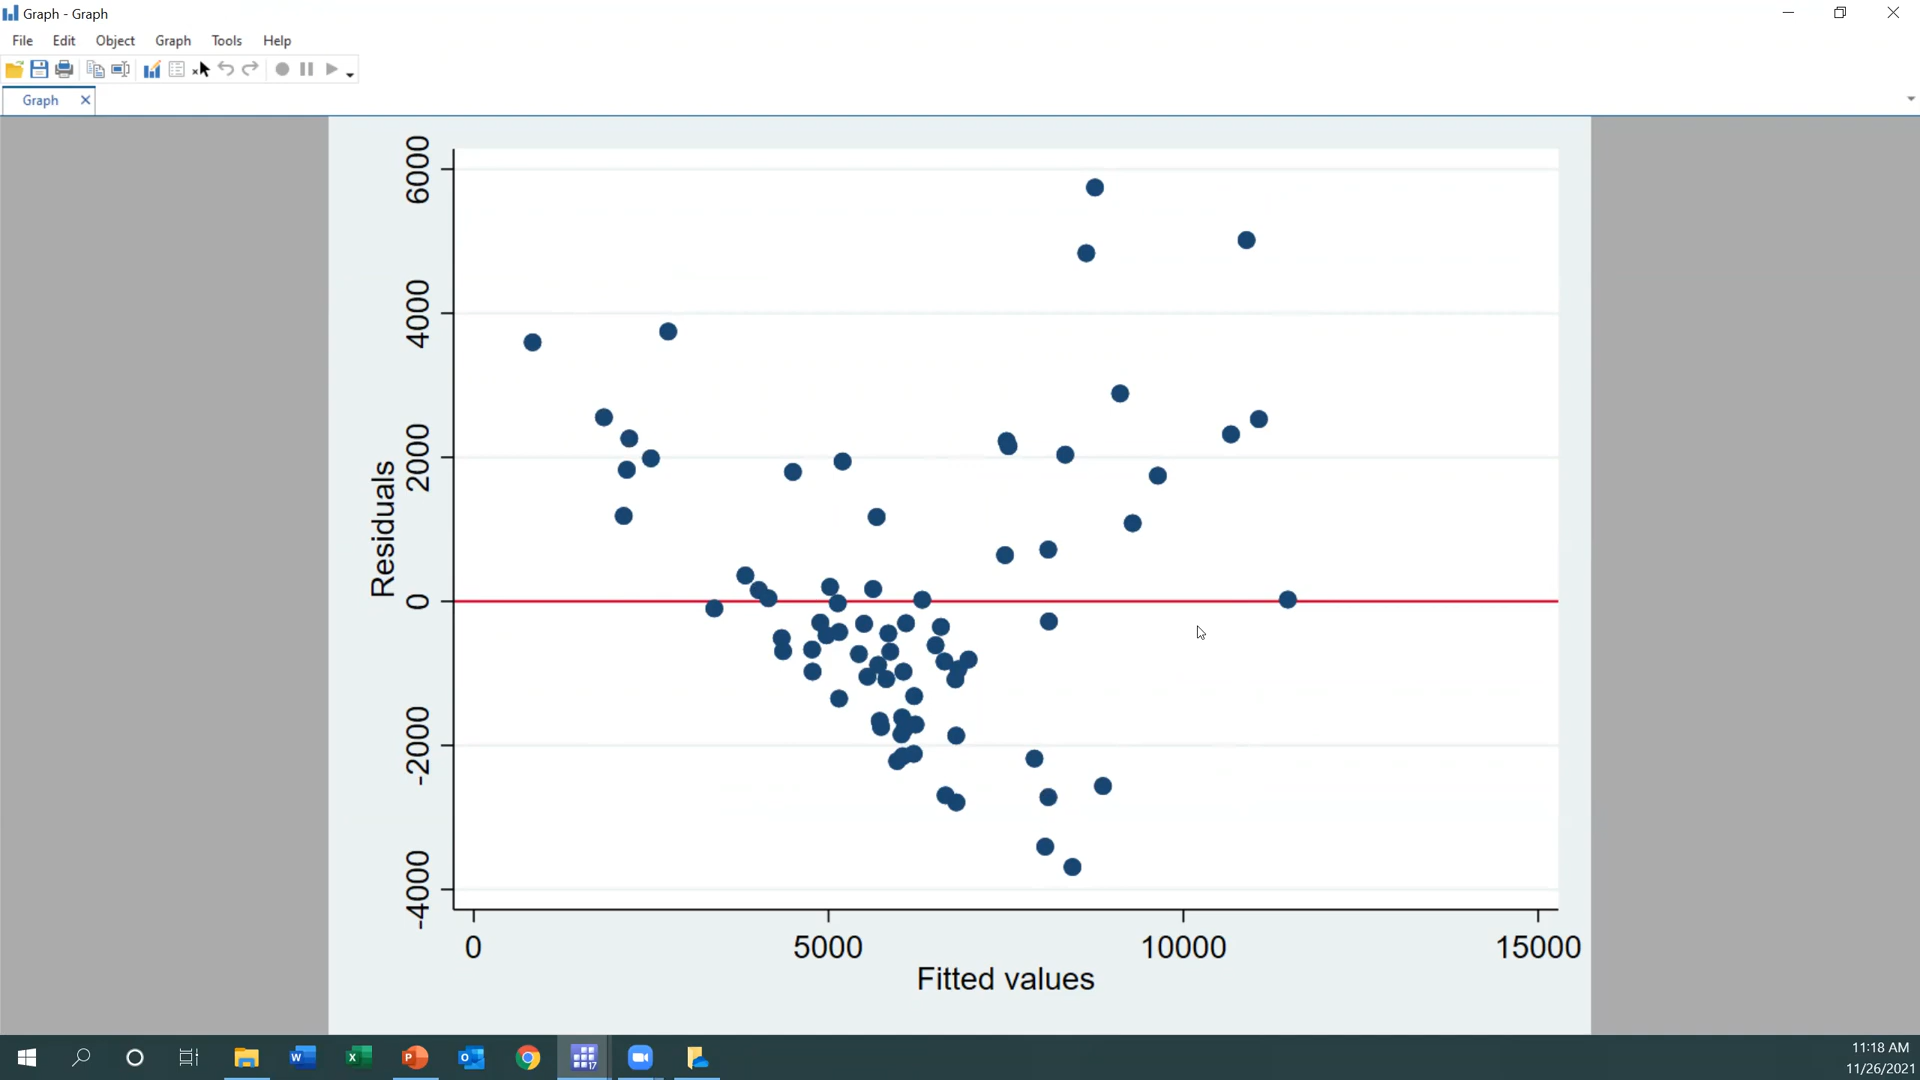 Graph - Graph
File Edit Object Graph Tools Help
Graph
6000
4000
2000
0
-2000
-4000
Residuals
0 5000 10000 15000
Fitted values
17
11:18 AM
11/26/2021